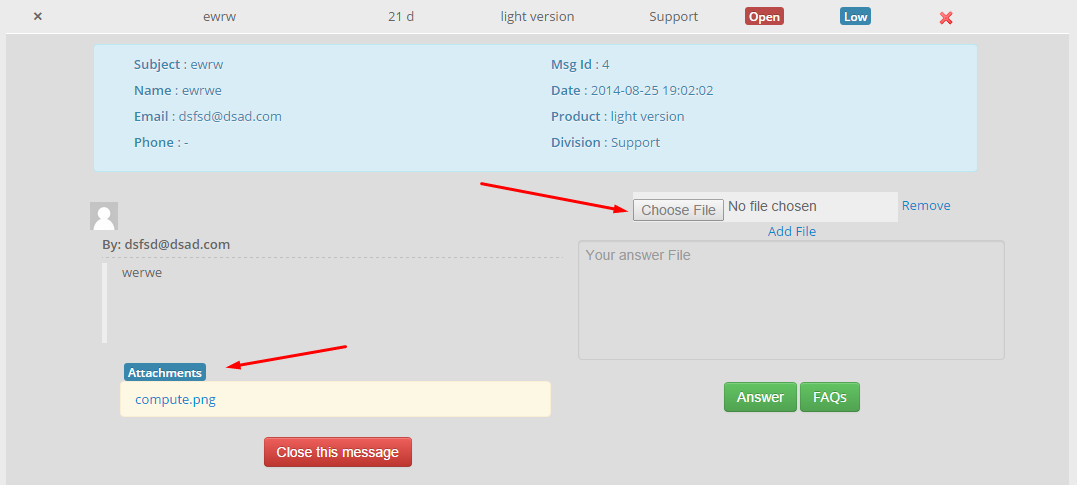 × ewrw 21 d light version Support Open Low
Subject : ewrw Msg Id : 4
Name : ewrwe Date : 2014-08-25 19:02:02
Email : dsfsd@dsad.com Product : light version
Phone : - Division : Support
Choose File No file chosen Remove
Add File
By: dsfsd@dsad.com
werwe
Your answer File
Attachments
compute.png
Answer FAQs
Close this message